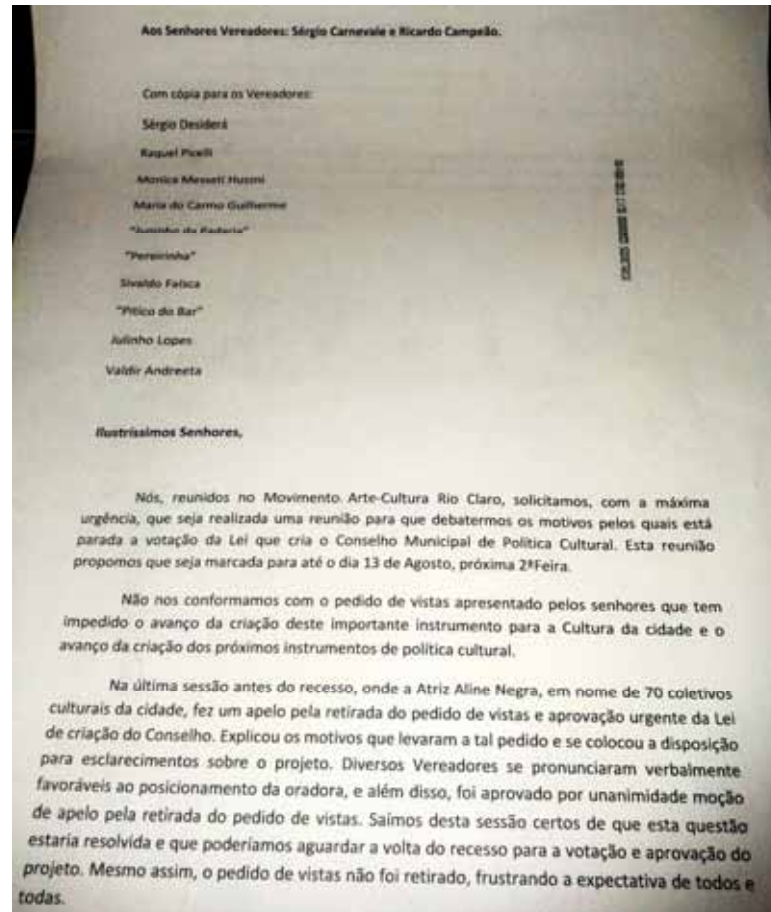 Aos Senhores Vereadores: Sérgio Carnevale e Ricardo Campeão.
Com cópia para os Vereadores:
Sérgio Desiderá
Raquel Picelli
Monica Messeti Hussni
Maria do Carmo Guilherme
"Juninho da Padaria"
"Pereirinha"
Sivaldo Faísca
"Pitico do Bar"
Julinho Lopes
Valdir Andreeta
Ilustríssimos Senhores,
Nós, reunidos no Movimento Arte-Cultura Rio Claro, solicitamos, com a máxima
urgência, que seja realizada uma reunião para que debatermos os motivos pelos quais está
parada a votação da Lei que cria o Conselho Municipal de Política Cultural. Esta reunião
propomos que seja marcada para até o dia 13 de Agosto, próxima 2ªFeira.
Não nos conformamos com o pedido de vistas apresentado pelos senhores que tem
impedido o avanço da criação deste importante instrumento para a Cultura da cidade e o
avanço da criação dos próximos instrumentos de política cultural.
Na última sessão antes do recesso, onde a Atriz Aline Negra, em nome de 70 coletivos
culturais da cidade, fez um apelo pela retirada do pedido de vistas e aprovação urgente da Lei
de criação do Conselho. Explicou os motivos que levaram a tal pedido e se colocou a disposição
para esclarecimentos sobre o projeto. Diversos Vereadores se pronunciaram verbalmente
favoráveis ao posicionamento da oradora, e além disso, foi aprovado por unanimidade moção
de apelo pela retirada do pedido de vistas. Saímos desta sessão certos de que esta questão
estaria resolvida e que poderíamos aguardar a volta do recesso para a votação e aprovação do
projeto. Mesmo assim, o pedido de vistas não foi retirado, frustrando a expectativa de todos e
todas.